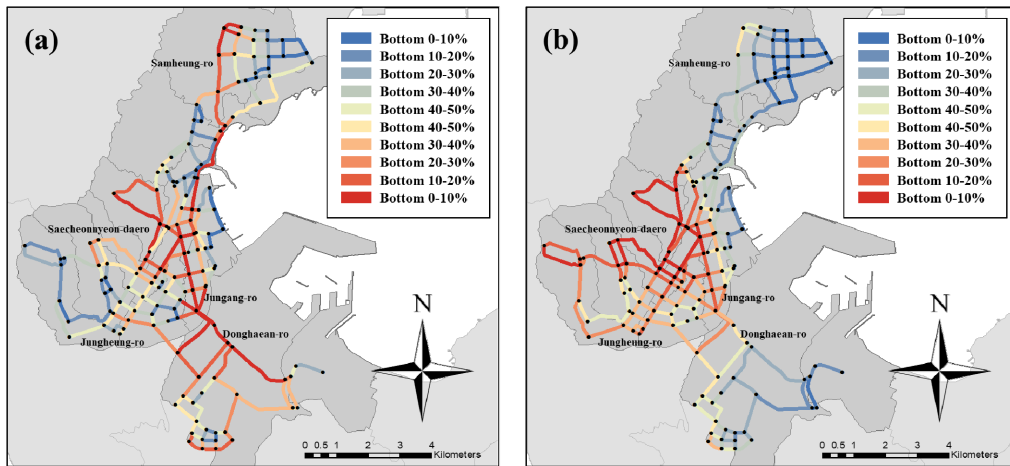 (a)
Bottom 0-10%
Bottom 10-20%
Bottom 20-30%
Bottom 30-40%
Bottom 40-50%
Bottom 40-50%
Bottom 30-40%
Bottom 20-30%
Bottom 10-20%
Bottom 0-10%
Samheung-ro
Saecheonnyeon-daero
Jungang-ro
Donghaean-ro
Jungheung-ro
N
0 0.5 1 2 3 4
Kilometers
(b)
Bottom 0-10%
Bottom 10-20%
Bottom 20-30%
Bottom 30-40%
Bottom 40-50%
Bottom 40-50%
Bottom 30-40%
Bottom 20-30%
Bottom 10-20%
Bottom 0-10%
Samheung-ro
Saecheonnyeon-daero
Jungang-ro
Donghaean-ro
Jungheung-ro
N
0 0.5 1 2 3 4
Kilometers